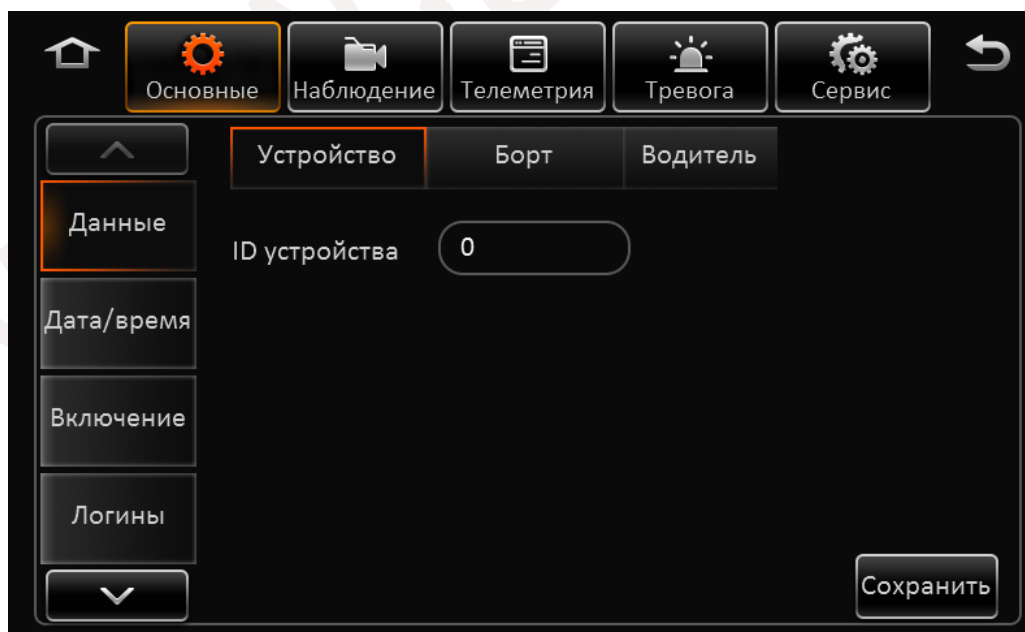 Основные
Наблюдение
Телеметрия
Тревога
Сервис
Устройство
Борт
Водитель
Данные
ID устройства
0
Дата/время
Включение
Логины
Сохранить